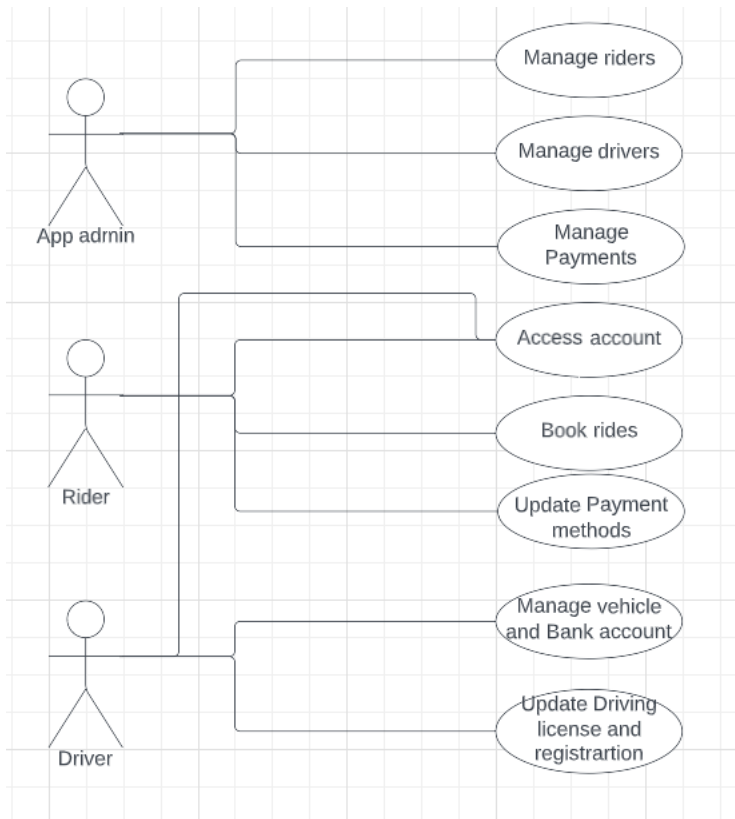 Manage riders
Manage drivers
App admin
Manage
Payments
Access account
Book rides
Rider
Update Payment
methods
Manage vehicle
and Bank account
Update Driving
license and
registrartion
Driver